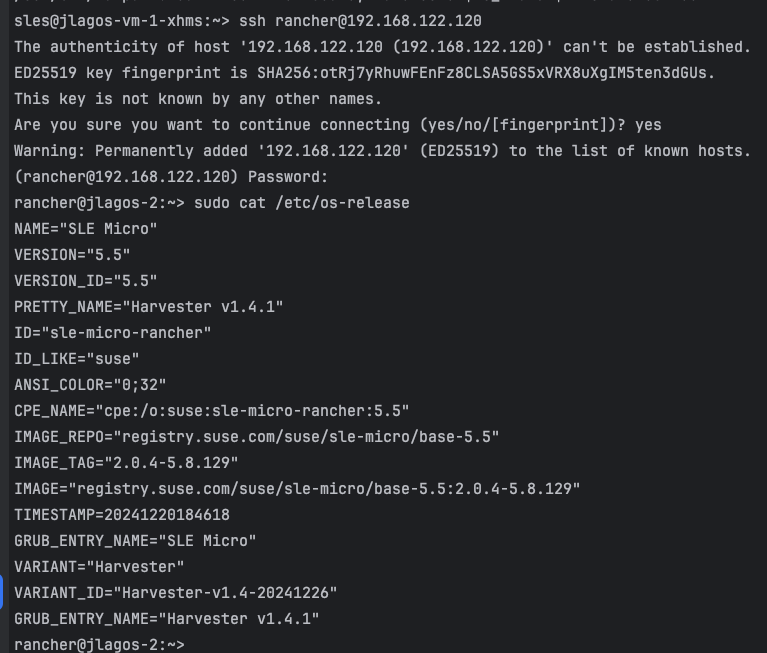 sles@jlagos-vm-1-xhms:~> ssh rancher@192.168.122.120
The authenticity of host '192.168.122.120 (192.168.122.120)' can't be established.
ED25519 key fingerprint is SHA256:otRj7yRhuwFEnFz8CLSA5GS5xVRX8uXgIM5ten3dGUs.
This key is not known by any other names.
Are you sure you want to continue connecting (yes/no/[fingerprint])? yes
Warning: Permanently added '192.168.122.120' (ED25519) to the list of known hosts.
(rancher@192.168.122.120) Password:
rancher@jlagos-2:~> sudo cat /etc/os-release
NAME="SLE Micro"
VERSION="5.5"
VERSION_ID="5.5"
PRETTY_NAME="Harvester v1.4.1"
ID="sle-micro-rancher"
ID_LIKE="suse"
ANSI_COLOR="0;32"
CPE_NAME="cpe:/o:suse:sle-micro-rancher:5.5"
IMAGE_REPO="registry.suse.com/suse/sle-micro/base-5.5"
IMAGE_TAG="2.0.4-5.8.129"
IMAGE="registry.suse.com/suse/sle-micro/base-5.5:2.0.4-5.8.129"
TIMESTAMP=20241220184618
GRUB_ENTRY_NAME="SLE Micro"
VARIANT="Harvester"
VARIANT_ID="Harvester-v1.4-20241226"
GRUB_ENTRY_NAME="Harvester v1.4.1"
rancher@jlagos-2:~>